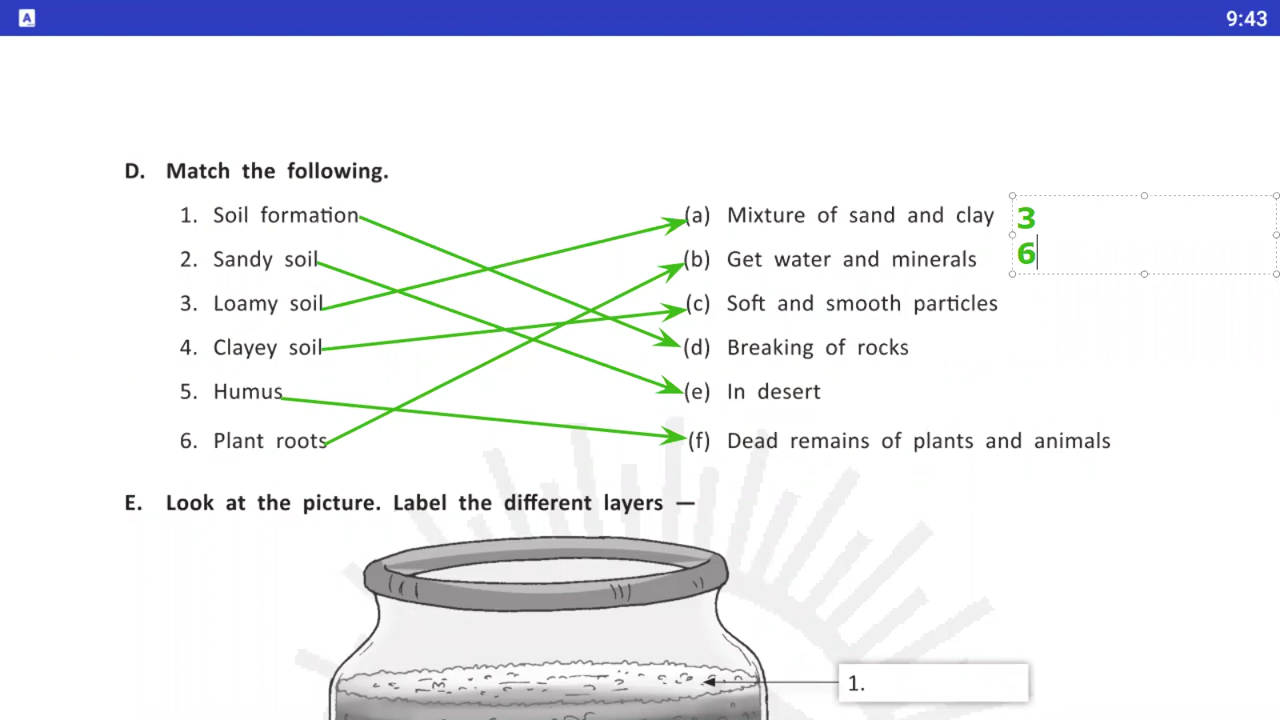 A
9:43
D. Match the following.
1. Soil formation (a) Mixture of sand and clay 3
2. Sandy soil (b) Get water and minerals 6
3. Loamy soil (c) Soft and smooth particles
4. Clayey soil (d) Breaking of rocks
5. Humus (e) In desert
6. Plant roots (f) Dead remains of plants and animals
E. Look at the picture. Label the different layers —
1.